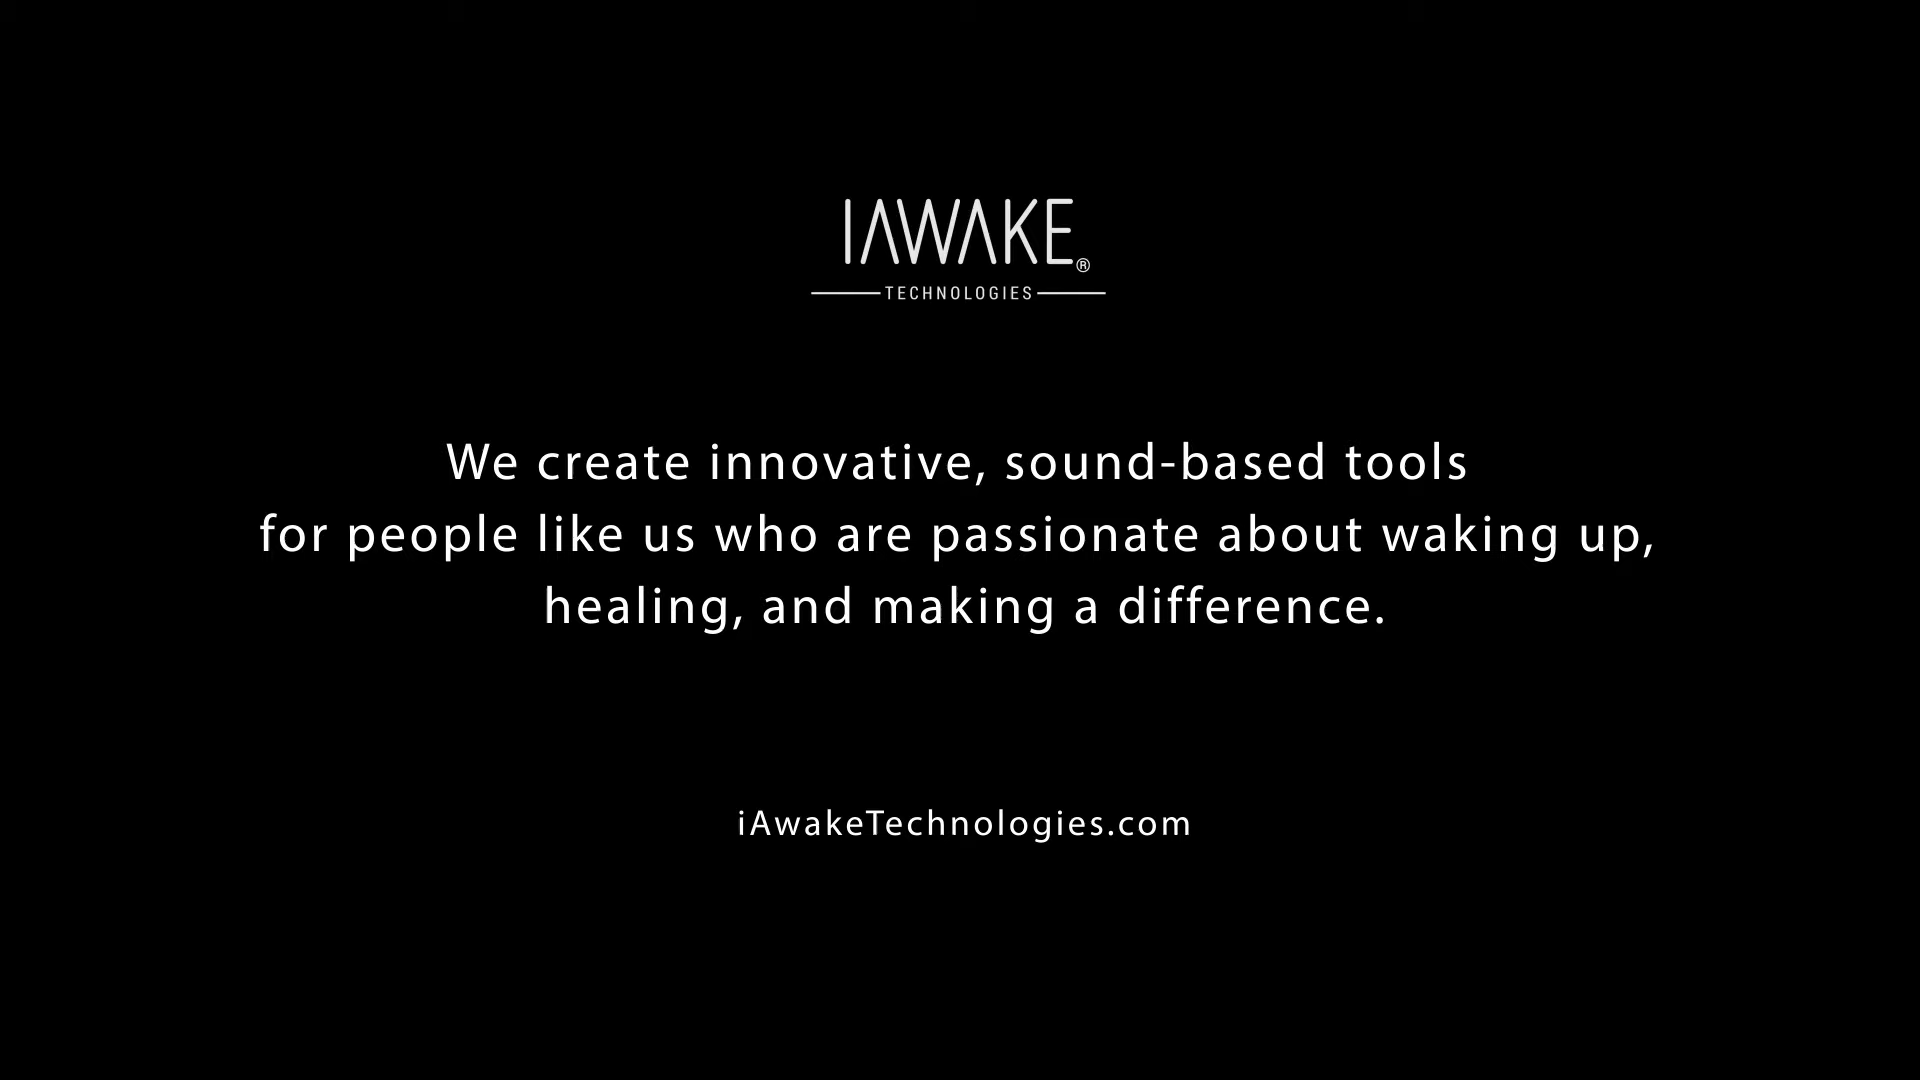 IAWAKE®
TECHNOLOGIES
We create innovative, sound-based tools
for people like us who are passionate about waking up,
healing, and making a difference.
iAwakeTechnologies.com